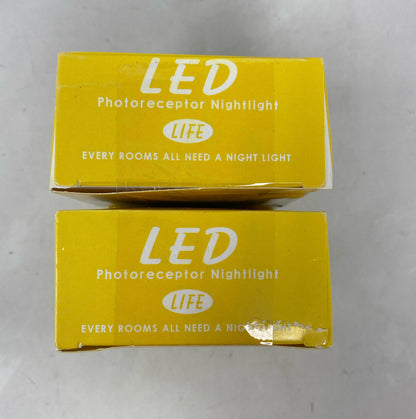 LED
Photoreceptor Nightlight
LIFE
EVERY ROOMS ALL NEED A NIGHT LIGHT
LED
Photoreceptor Nightlight
LIFE
EVERY ROOMS ALL NEED A